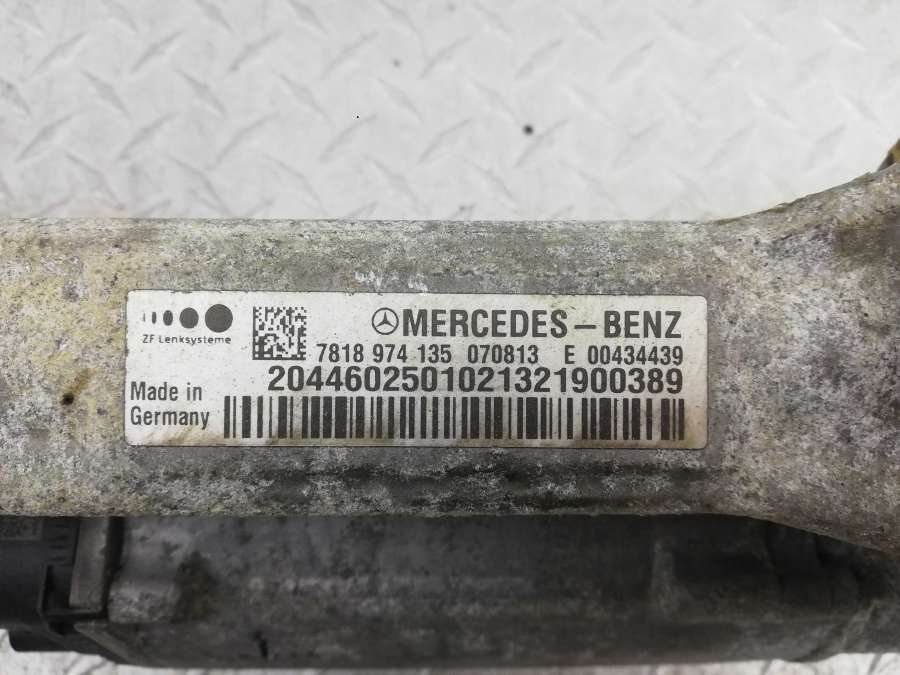 MERCEDES-BENZ
ZF Lenksysteme
7818 974 135 070813 E 00434439
2044602501021321900389
Made in
Germany